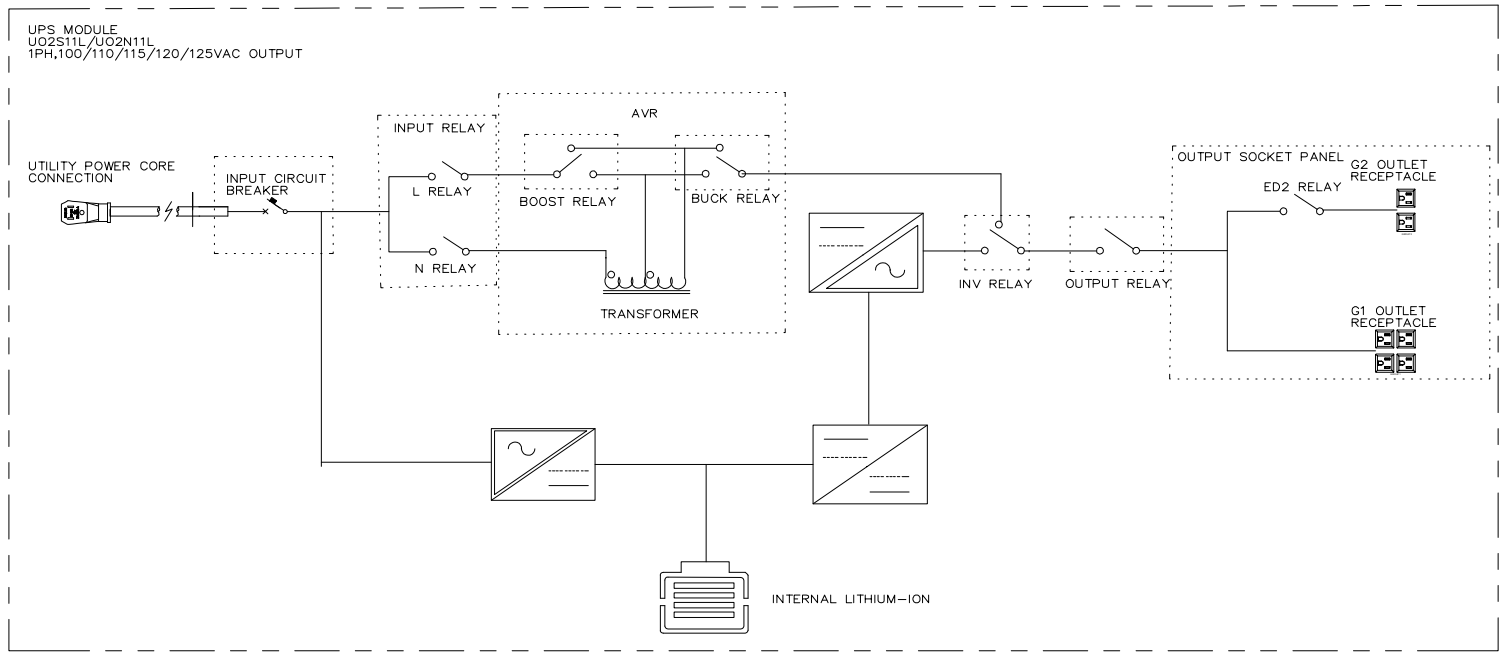 UPS MODULE
UO2S11L/UO2N11L
1PH,100/110/115/120/125VAC OUTPUT
AVR
INPUT RELAY
UTILITY POWER CORE
CONNECTION
INPUT CIRCUIT
BREAKER
L RELAY
BOOST RELAY
BUCK RELAY
OUTPUT SOCKET PANEL
G2 OUTLET
RECEPTACLE
ED2 RELAY
N RELAY
INV RELAY
OUTPUT RELAY
TRANSFORMER
G1 OUTLET
RECEPTACLE
INTERNAL LITHIUM-ION